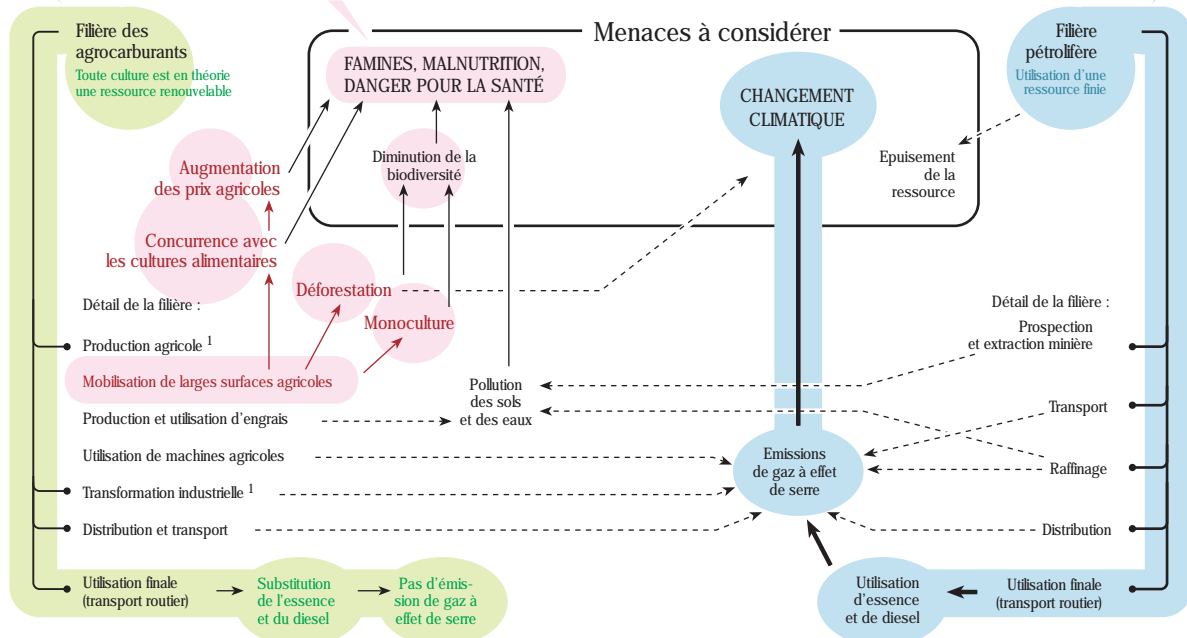 Menaces à considérer
Filière des
agrocarburants
Toute culture est en théorie
une ressource renouvelable
FAMINES, MALNUTRITION,
DANGER POUR LA SANTÉ
CHANGEMENT
CLIMATIQUE
Filière
pétrolifère
Utilisation d'une
ressource finie
Epuisement
de la
ressource
Diminution de la
biodiversité
Augmentation
des prix agricoles
Concurrence avec
les cultures alimentaires
Déforestation
Monoculture
Détail de la filière :
Production agricole 1
Mobilisation de larges surfaces agricoles
Production et utilisation d'engrais
Utilisation de machines agricoles
Transformation industrielle 1
Distribution et transport
Utilisation finale
(transport routier)
Substitution
de l'essence
et du diesel
Pas d'émis-
sion de gaz à
effet de serre
Pollution
des sols
et des eaux
Emissions
de gaz à effet
de serre
Détail de la filière :
Prospection
et extraction minière
Transport
Raffinage
Distribution
Utilisation finale
(transport routier)
Utilisation
d'essence
et de diesel